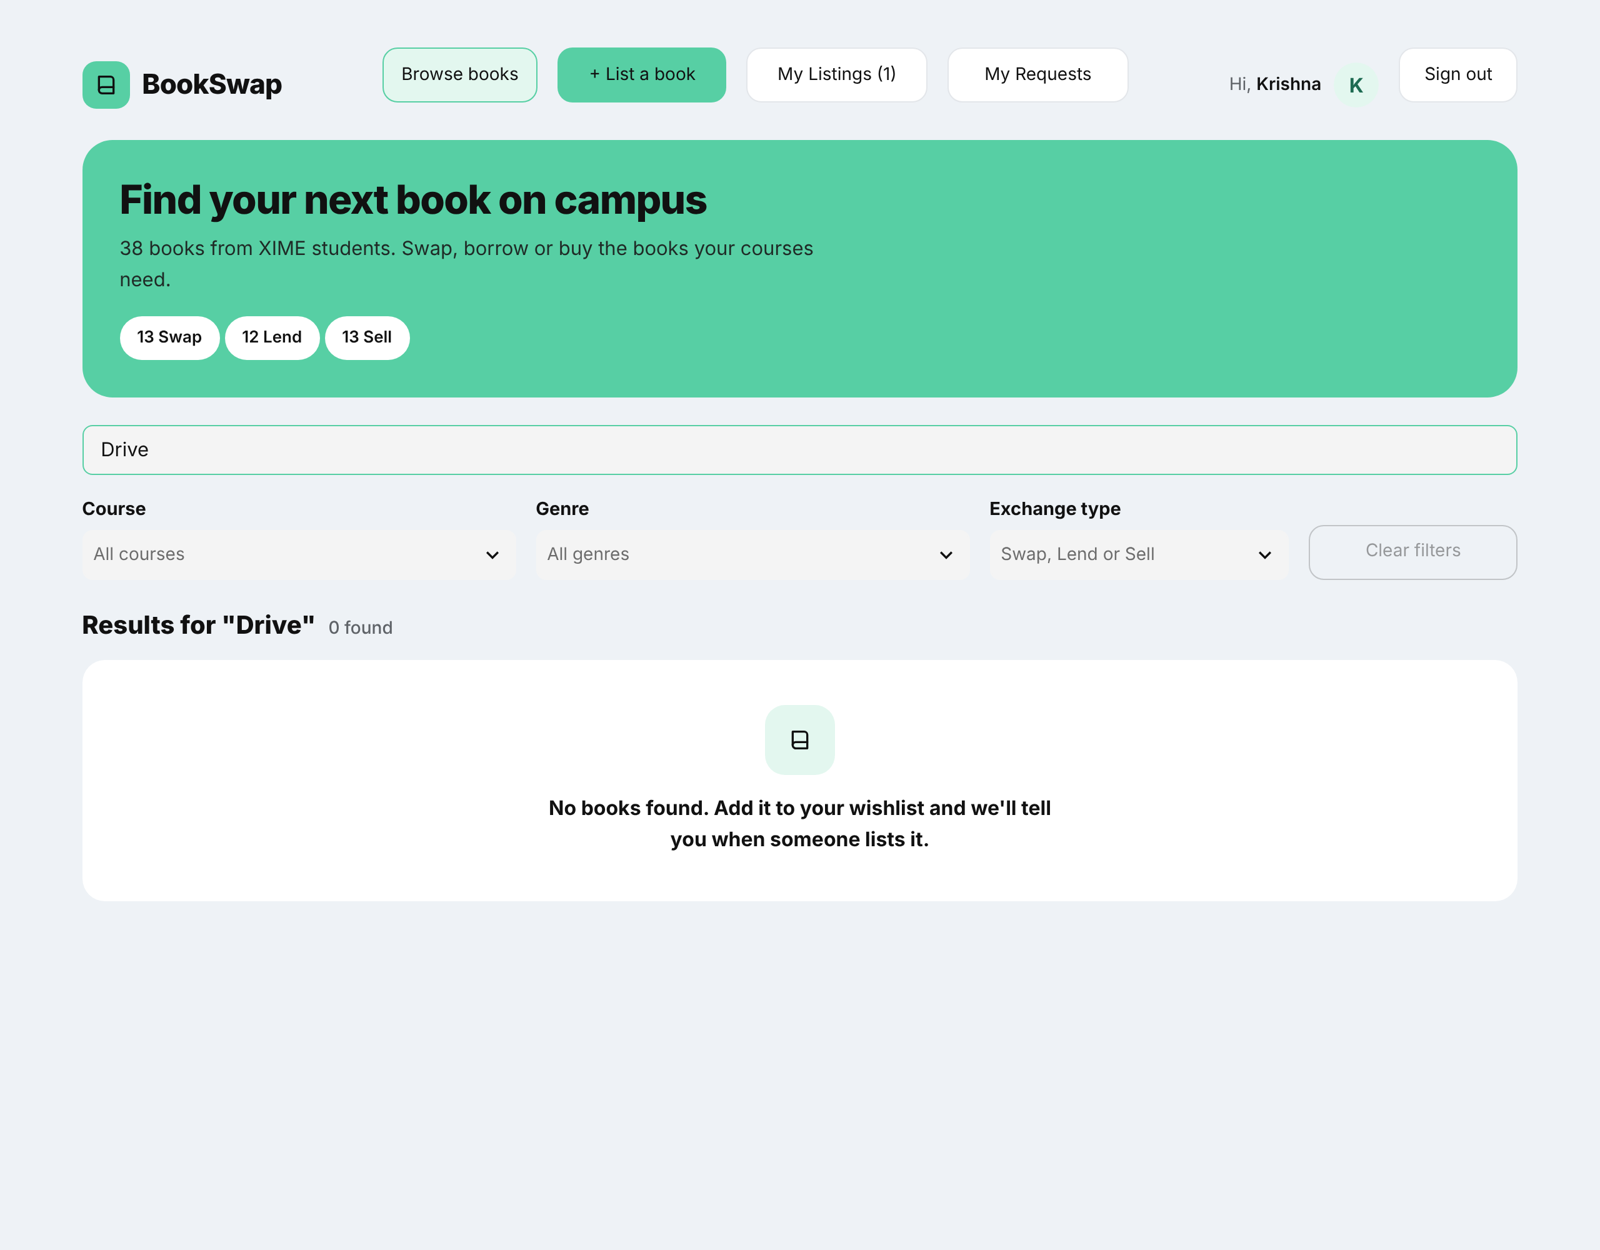 BookSwap
Browse books
+ List a book
My Listings (1)
My Requests
Hi, Krishna
K
Sign out
Find your next book on campus
38 books from XIME students. Swap, borrow or buy the books your courses
need.
13 Swap
12 Lend
13 Sell
Drive
Course
Genre
Exchange type
All courses
All genres
Swap, Lend or Sell
Clear filters
Results for "Drive" 0 found
No books found. Add it to your wishlist and we'll tell
you when someone lists it.